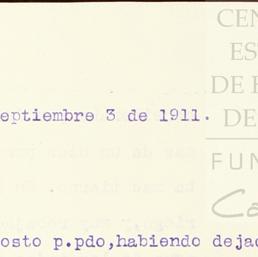 CEN
ES
DE
DE
eptiembre 3 de 1911.
FUN
Ca
osto p.pdo,habiendo dejad